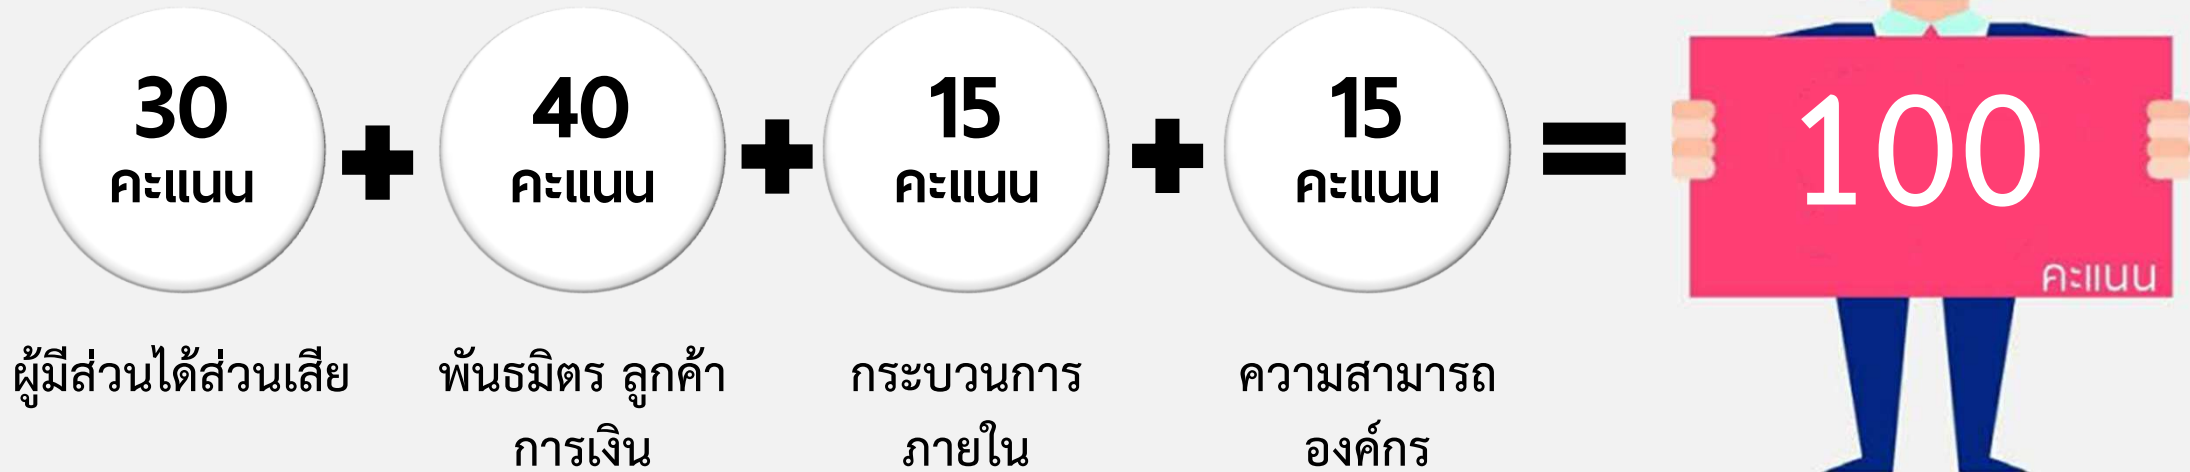 30
คะแนน
+
40
คะแนน
+
15
คะแนน
+
15
คะแนน
=
100
คะแนน
ผู้มีส่วนได้ส่วนเสีย
พันธมิตร ลูกค้า
การเงิน
กระบวนการ
ภายใน
ความสามารถ
องค์กร